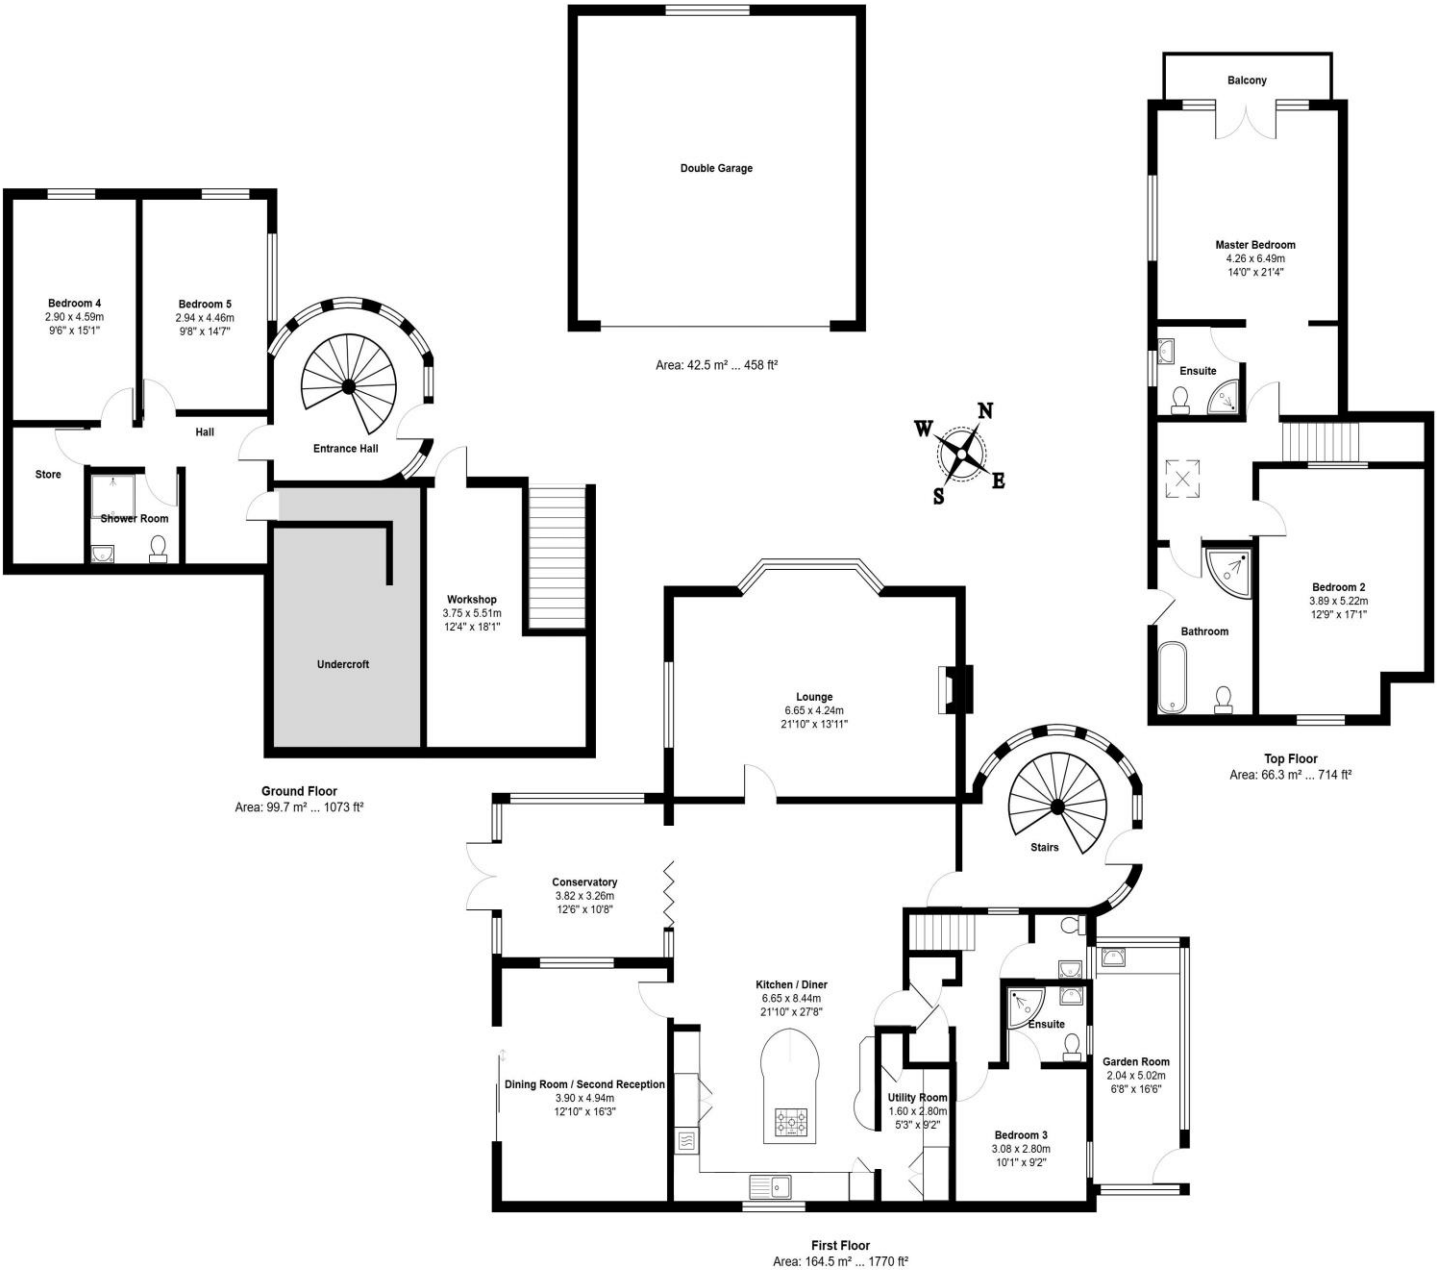 Balcony
Master Bedroom
4.26 x 6.49m
14'0" x 21'4"
Ensuite
Bathroom
Bedroom 2
3.89 x 5.22m
12'9" x 17'1"
Top Floor
Area: 66.3 m² ... 714 ft²
Double Garage
Area: 42.5 m² ... 458 ft²
N
W
E
S
Bedroom 4
2.90 x 4.59m
9'6" x 15'1"
Bedroom 5
2.94 x 4.46m
9'8" x 14'7"
Hall
Entrance Hall
Store
Shower Room
Workshop
3.75 x 5.51m
12'4" x 18'1"
Undercroft
Ground Floor
Area: 99.7 m² ... 1073 ft²
Lounge
6.65 x 4.24m
21'10" x 13'11"
Stairs
Conservatory
3.82 x 3.26m
12'6" x 10'8"
Kitchen / Diner
6.65 x 8.44m
21'10" x 27'8"
Ensuite
Garden Room
2.04 x 5.02m
6'8" x 16'6"
Dining Room / Second Reception
3.90 x 4.94m
12'10" x 16'3"
Utility Room
1.60 x 2.80m
5'3" x 9'2"
Bedroom 3
3.08 x 2.80m
10'1" x 9'2"
First Floor
Area: 164.5 m² ... 1770 ft²